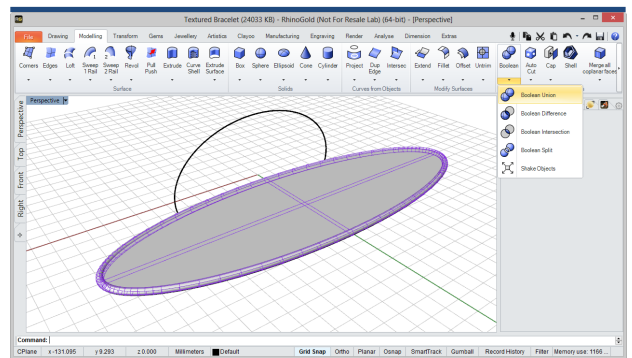 RG
Textured Bracelet (24033 KB) - RhinoGold (Not For Resale Lab) (64-bit) - [Perspective]
File Drawing Modelling Transform Gems Jewellery Artistics Clayoo Manufacturing Engraving Render Analyse Dimension Extras
Corners Edges Loft Sweep 1 Rail Sweep 2 Rail Revol Pull Push Extrude Curve Shell Extrude Surface Box Sphere Ellipsoid Cone Cylinder Project Dup Edge Intersec Extend Fillet Offset Untrim Boolean Auto Cut Cap Shell Merge all coplanar faces
Surface Solids Curves from Objects Modify Surfaces
Boolean Union
Boolean Difference
Boolean Intersection
Boolean Split
Shake Objects
Perspective
Perspective
Top
Front
Right
Command:
CPlane x -131.095 y 9.293 z 0.000 Millimeters Default Grid Snap Ortho Planar Osnap SmartTrack Gumball Record History Filter Memory use: 1166 ...